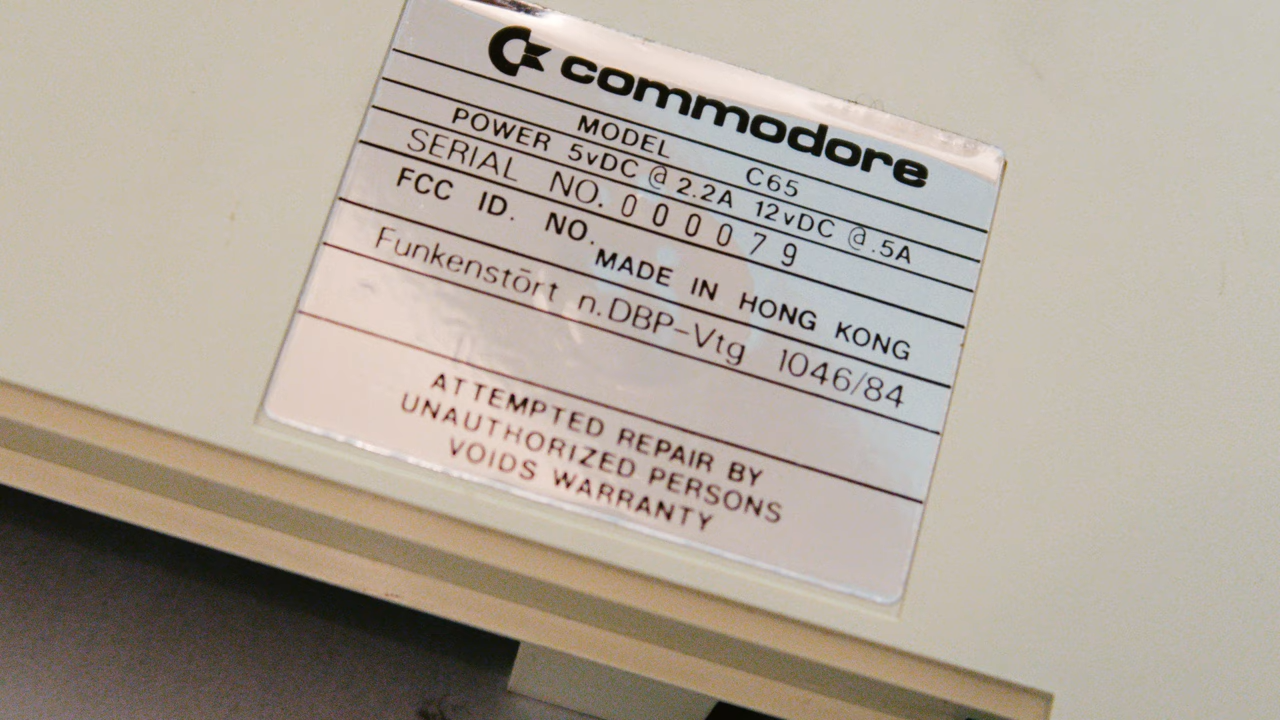 commodore
MODEL C65
POWER 5vDC @ 2.2A 12vDC @ .5A
SERIAL NO. 000079
FCC ID. NO.
MADE IN HONG KONG
Funkenstōrt n.DBP-Vtg 1046/84
ATTEMPTED REPAIR BY
UNAUTHORIZED PERSONS
VOIDS WARRANTY